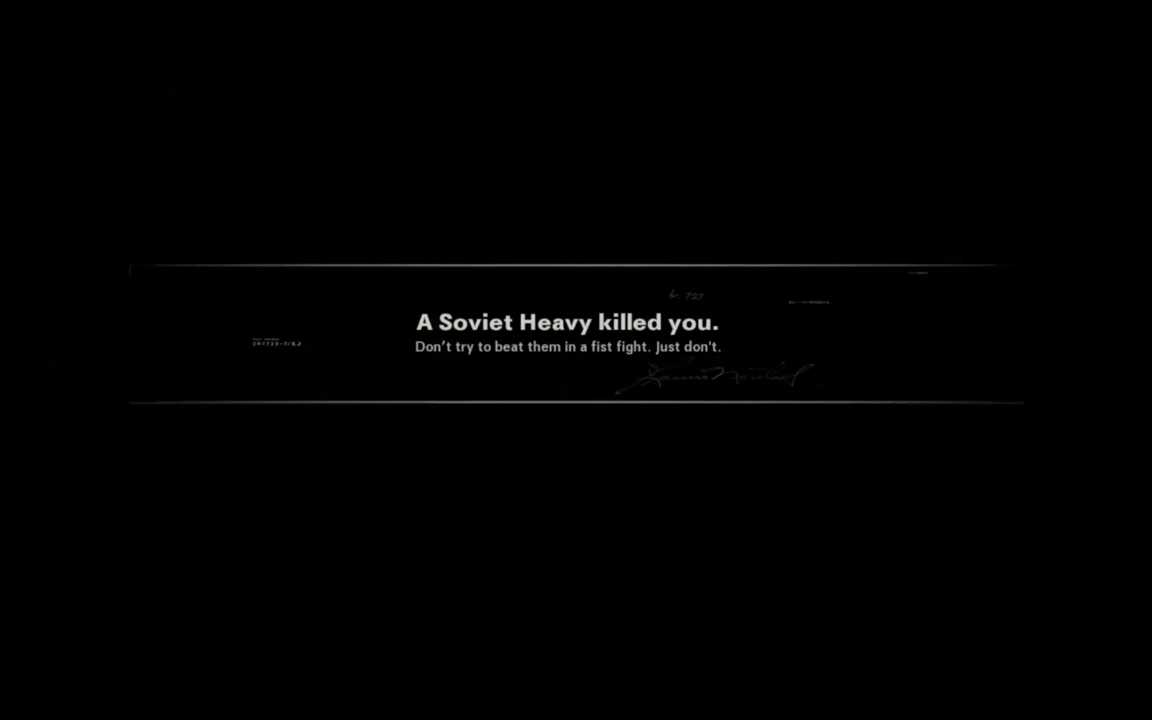 A Soviet Heavy killed you.
Don’t try to beat them in a fist fight. Just don't.